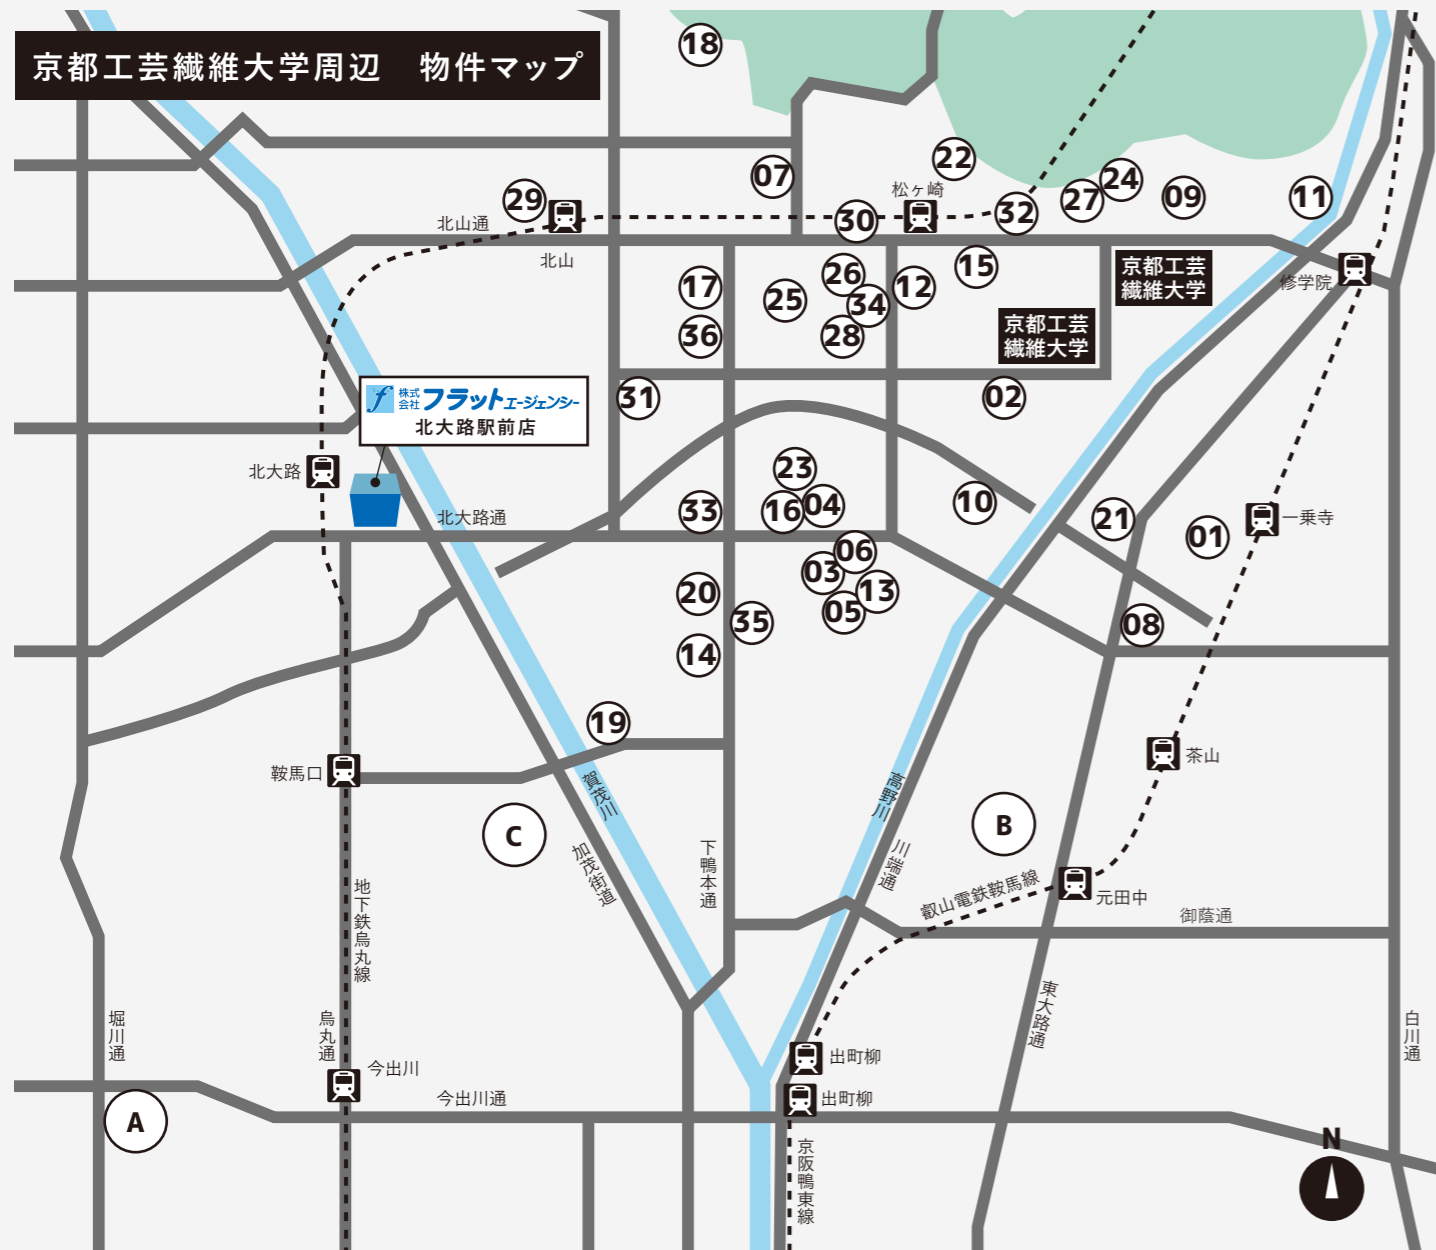 京都工芸繊維大学周辺　物件マップ
18
22
07
松ヶ崎
24
27
09
11
29
32
30
北山通
北山
15
京都工芸
繊維大学
修学院
26
12
17
25
34
京都工芸
繊維大学
36
28
f 株式会社 フラットエージェンシー
北大路駅前店
31
02
北大路
23
10
04
16
33
北大路通
21
一乗寺
01
06
03
13
20
05
35
08
14
19
茶山
鞍馬口
賀茂川
高野川
B
C
加茂街道
下鴨本通
川端通
地下鉄烏丸線
叡山電鉄鞍馬線
元田中
御蔭通
東大路通
堀川通
烏丸通
白川通
今出川
出町柳
今出川通
出町柳
A
京阪鴨東線
N